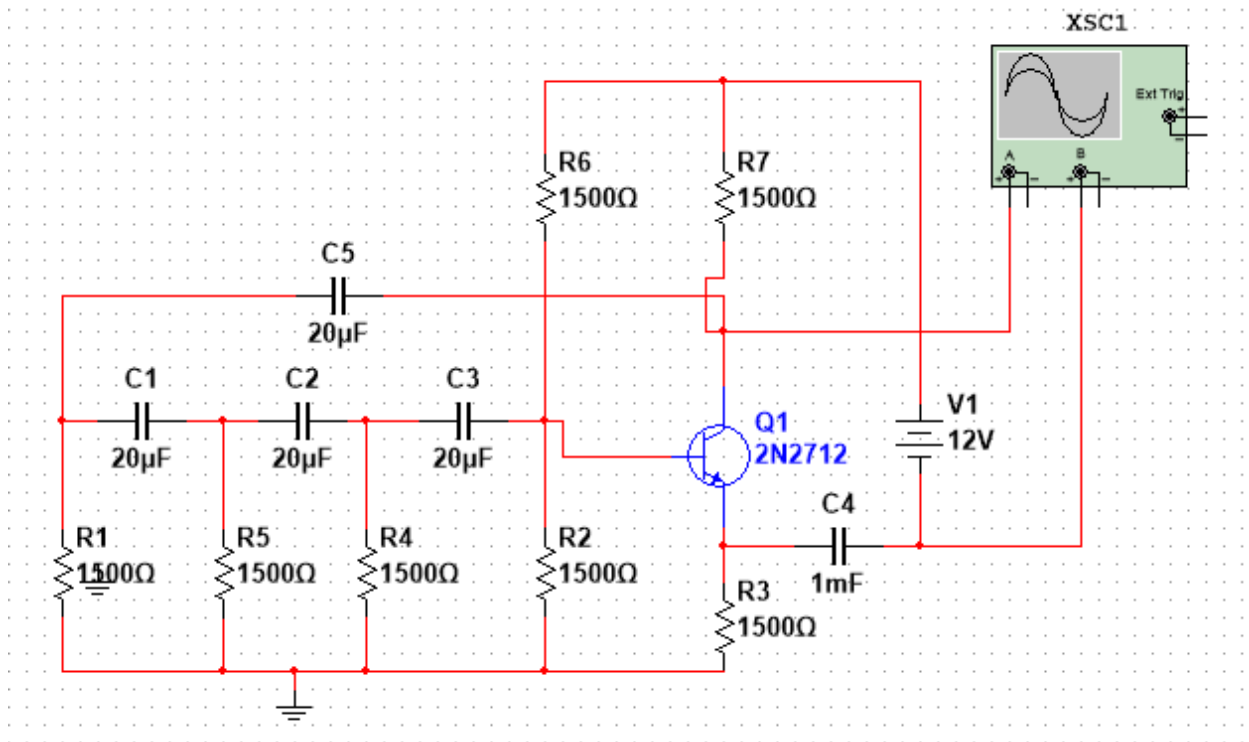 XSC1
Ext Trig
+
-
A
B
+ -
+ -
R6
1500Ω
R7
1500Ω
C5
20µF
C1
20µF
C2
20µF
C3
20µF
Q1
2N2712
V1
12V
C4
1mF
R1
1500Ω
R5
1500Ω
R4
1500Ω
R2
1500Ω
R3
1500Ω